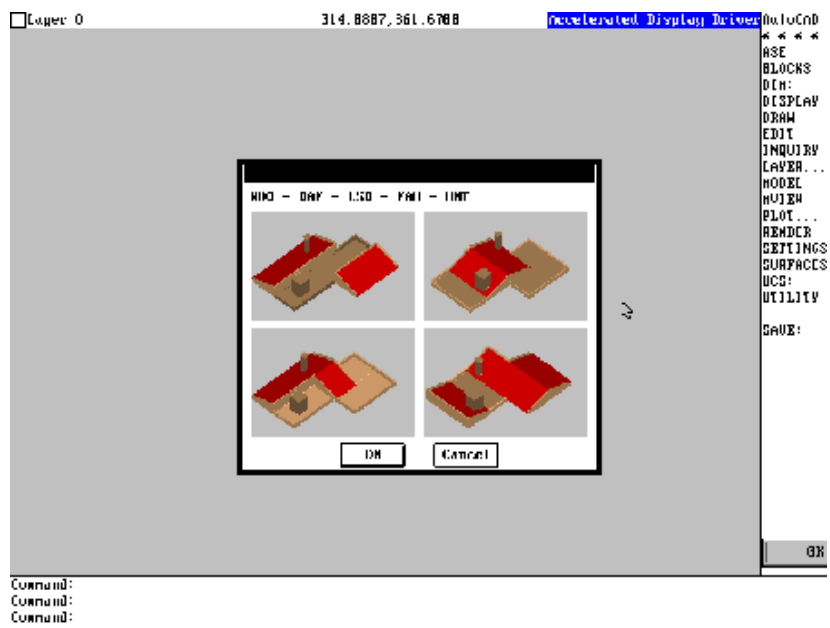 Layer 0
314.8887,361.6788
Accelerated Display Driver
AutoCAD
* * * *
ASE
BLOCKS
DIM:
DISPLAY
DRAW
EDIT
INQUIRY
LAYER...
MODEL
MVIEW
PLOT...
RENDER
SETTINGS
SURFACES
UCS:
UTILITY
SAVE:
OK
Cancel
Command:
Command:
Command: